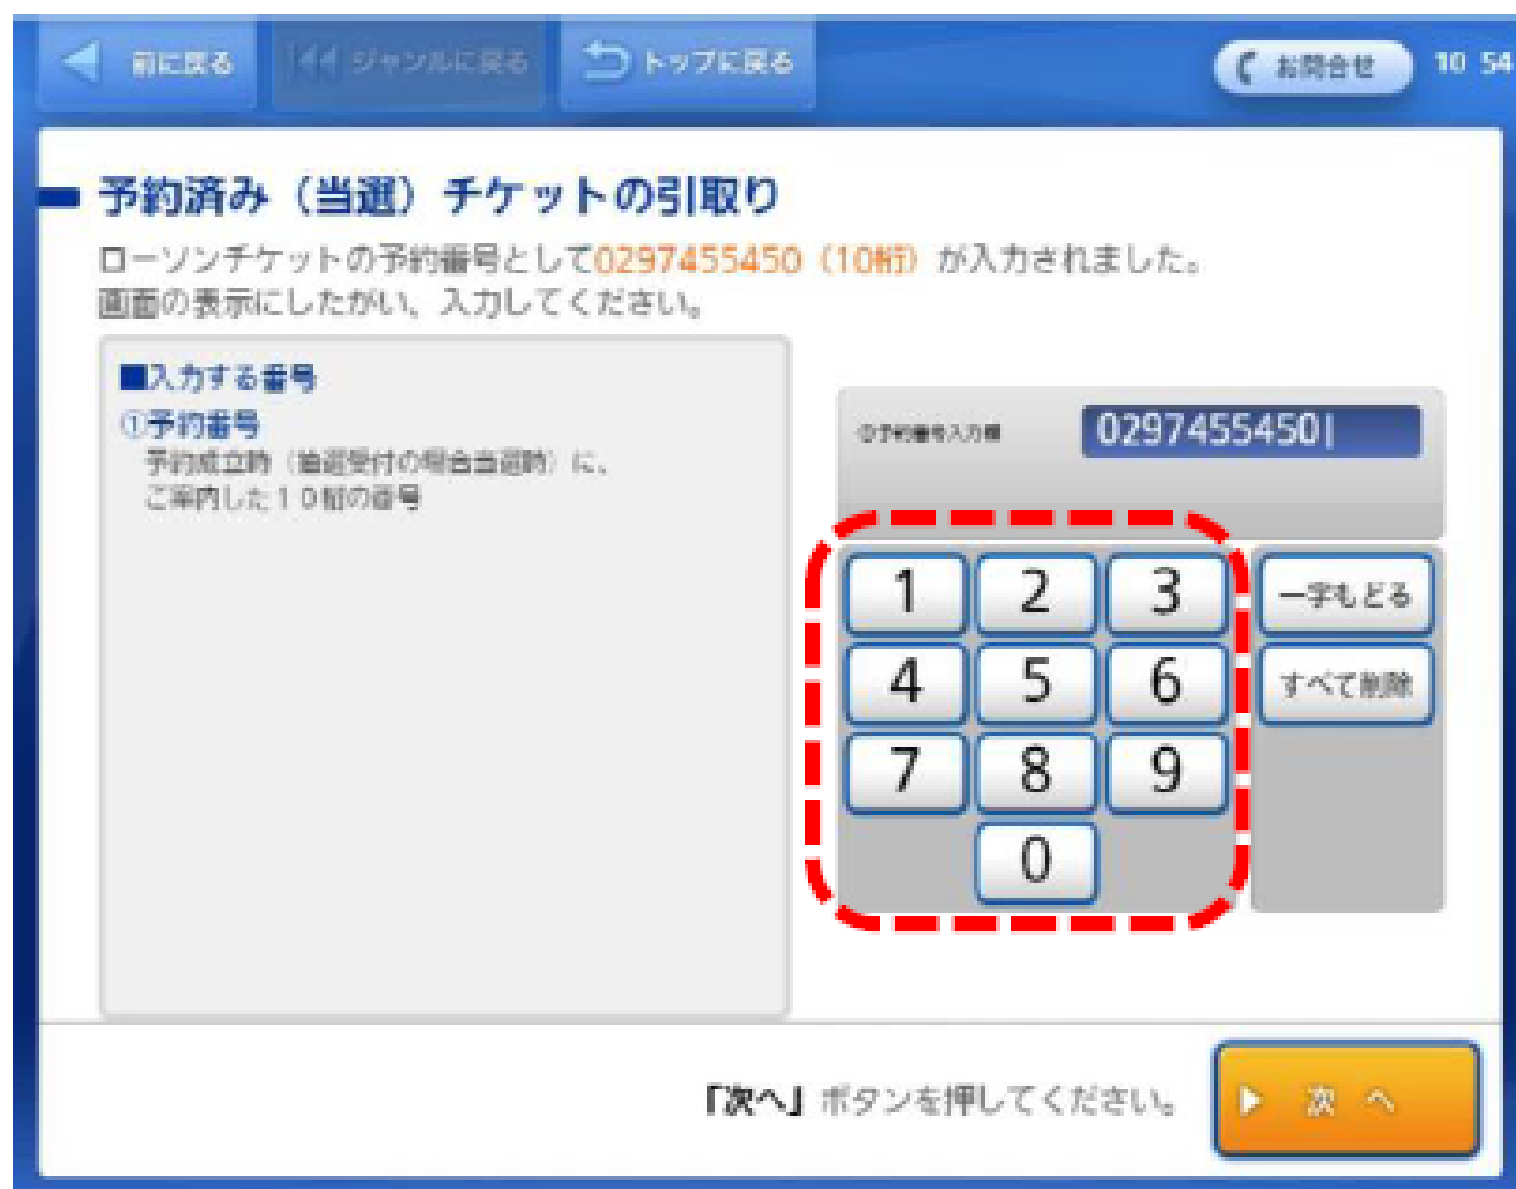 前に戻る
ジャンルに戻る
トップに戻る
お問合せ
10 54
予約済み（当選）チケットの引取り
ローソンチケットの予約番号として0297455450（10桁）が入力されました。
画面の表示にしたがい、入力してください。
■入力する番号
①予約番号
予約成立時（抽選受付の場合当選時）に、
ご案内した１０桁の番号
①予約番号入力欄
0297455450
1 2 3
一字もどる
4 5 6
すべて削除
7 8 9
0
「次へ」ボタンを押してください。
次へ